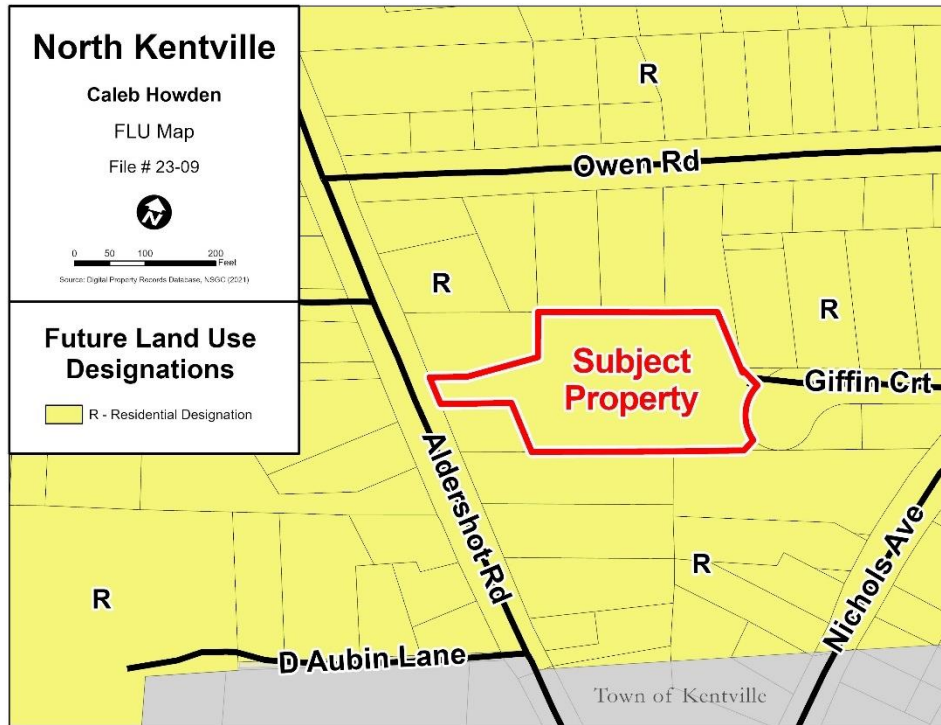 North Kentville
Caleb Howden
FLU Map
File # 23-09
N
0 50 100 200
Feet
Source: Digital Property Records Database, NSGC (2021)
Future Land Use
Designations
R - Residential Designation
R
Owen Rd
R
R
Subject
Property
Giffin Crt
Aldershot Rd
Nichols Ave
R
R
D Aubin Lane
Town of Kentville